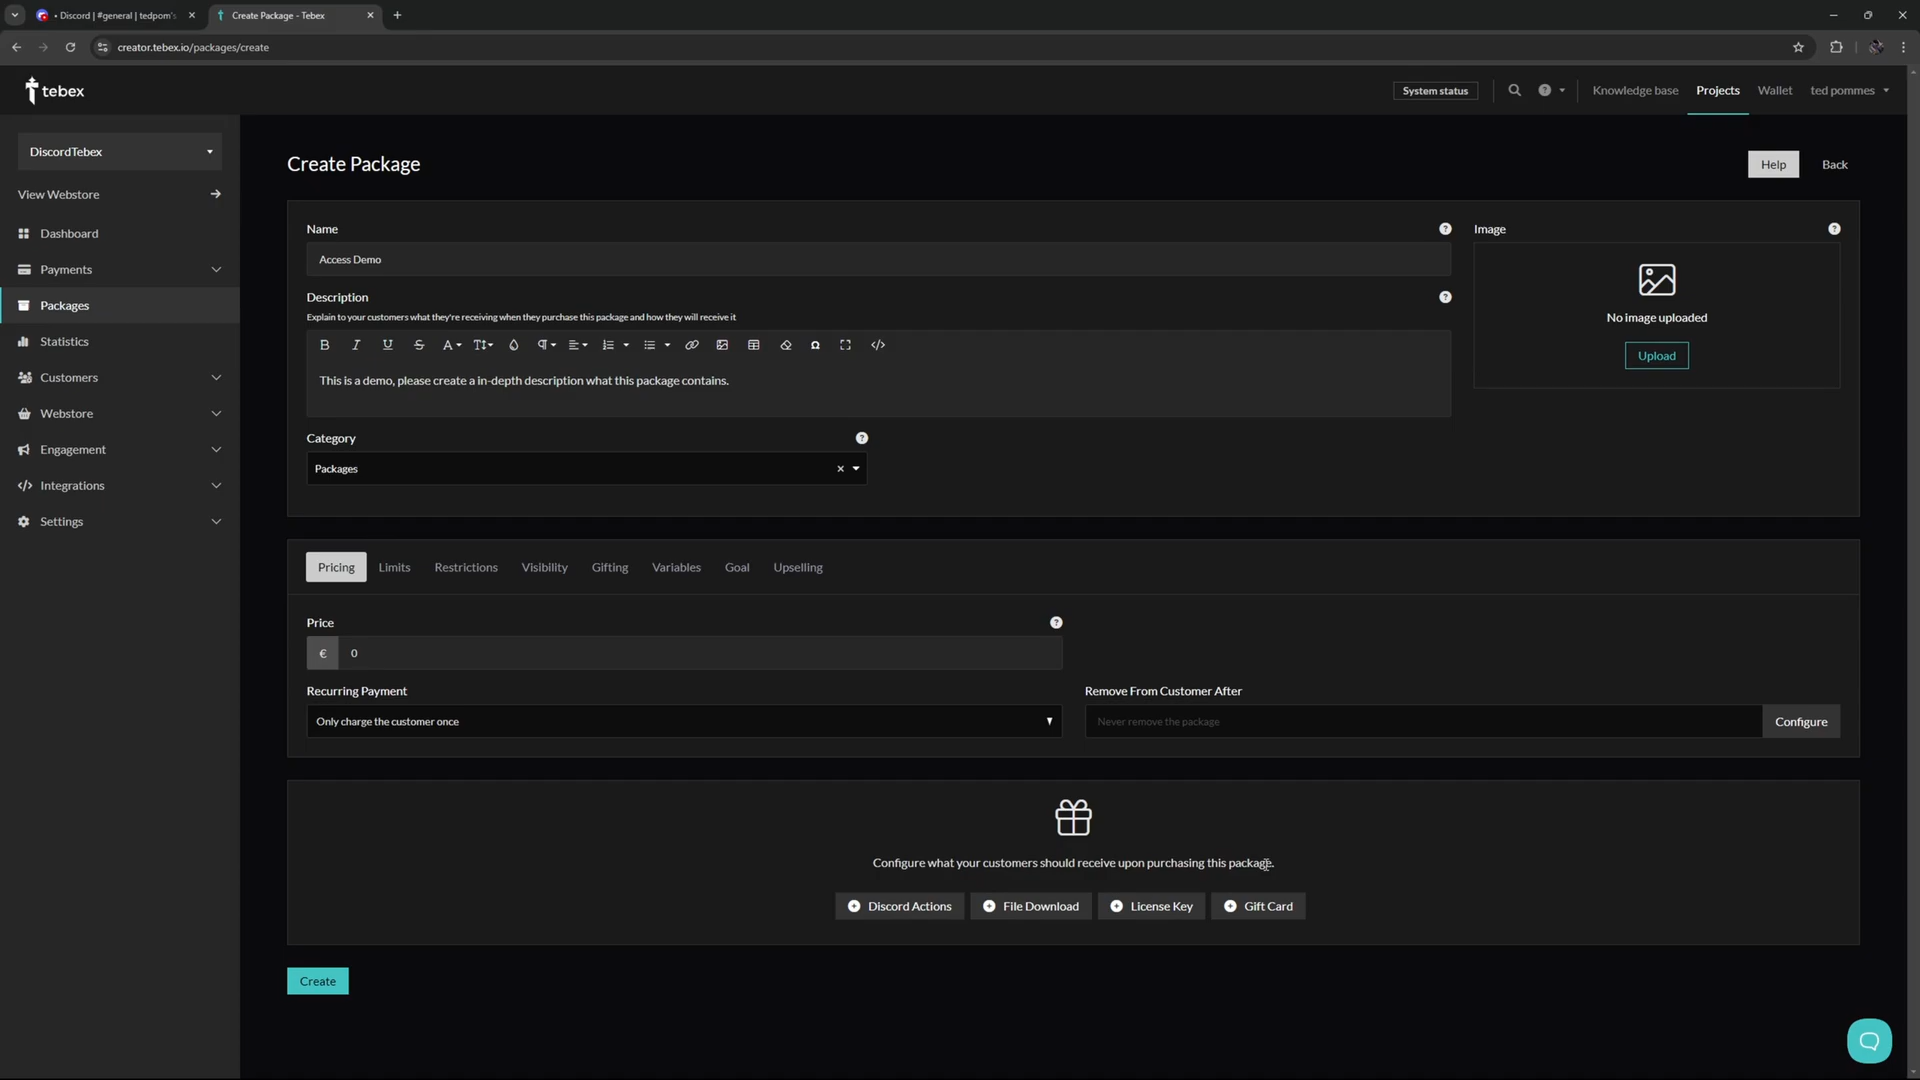 • Discord | #general | tedpom's
Create Package - Tebex
creator.tebex.io/packages/create
tebex
System status
Knowledge base
Projects
Wallet
ted pommes
DiscordTebex
View Webstore
Dashboard
Payments
Packages
Statistics
Customers
Webstore
Engagement
Integrations
Settings
Create Package
Help
Back
Name
Access Demo
Description
Explain to your customers what they're receiving when they purchase this package and how they will receive it
This is a demo, please create a in-depth description what this package contains.
Category
Packages
Image
No image uploaded
Upload
Pricing
Limits
Restrictions
Visibility
Gifting
Variables
Goal
Upselling
Price
€ 0
Recurring Payment
Only charge the customer once
Remove From Customer After
Never remove the package
Configure
Configure what your customers should receive upon purchasing this package.
Discord Actions
File Download
License Key
Gift Card
Create